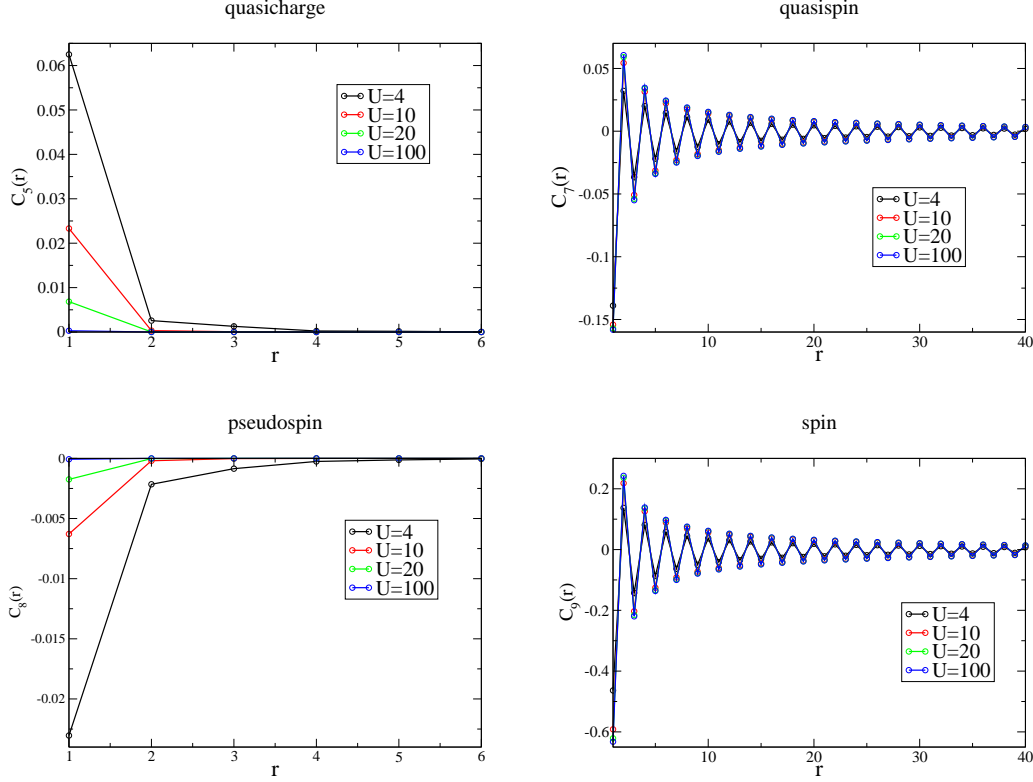 quasicharge
0.06
0.05
0.04
0.03
0.02
0.01
0
1 2 3 4 5 6
r
C5(r)
U=4
U=10
U=20
U=100
quasispin
0.05
0
-0.05
-0.1
-0.15
10 20 30 40
r
C7(r)
U=4
U=10
U=20
U=100
pseudospin
0
-0.005
-0.01
-0.015
-0.02
1 2 3 4 5 6
r
C8(r)
U=4
U=10
U=20
U=100
spin
0.2
0
-0.2
-0.4
-0.6
10 20 30 40
r
C9(r)
U=4
U=10
U=20
U=100